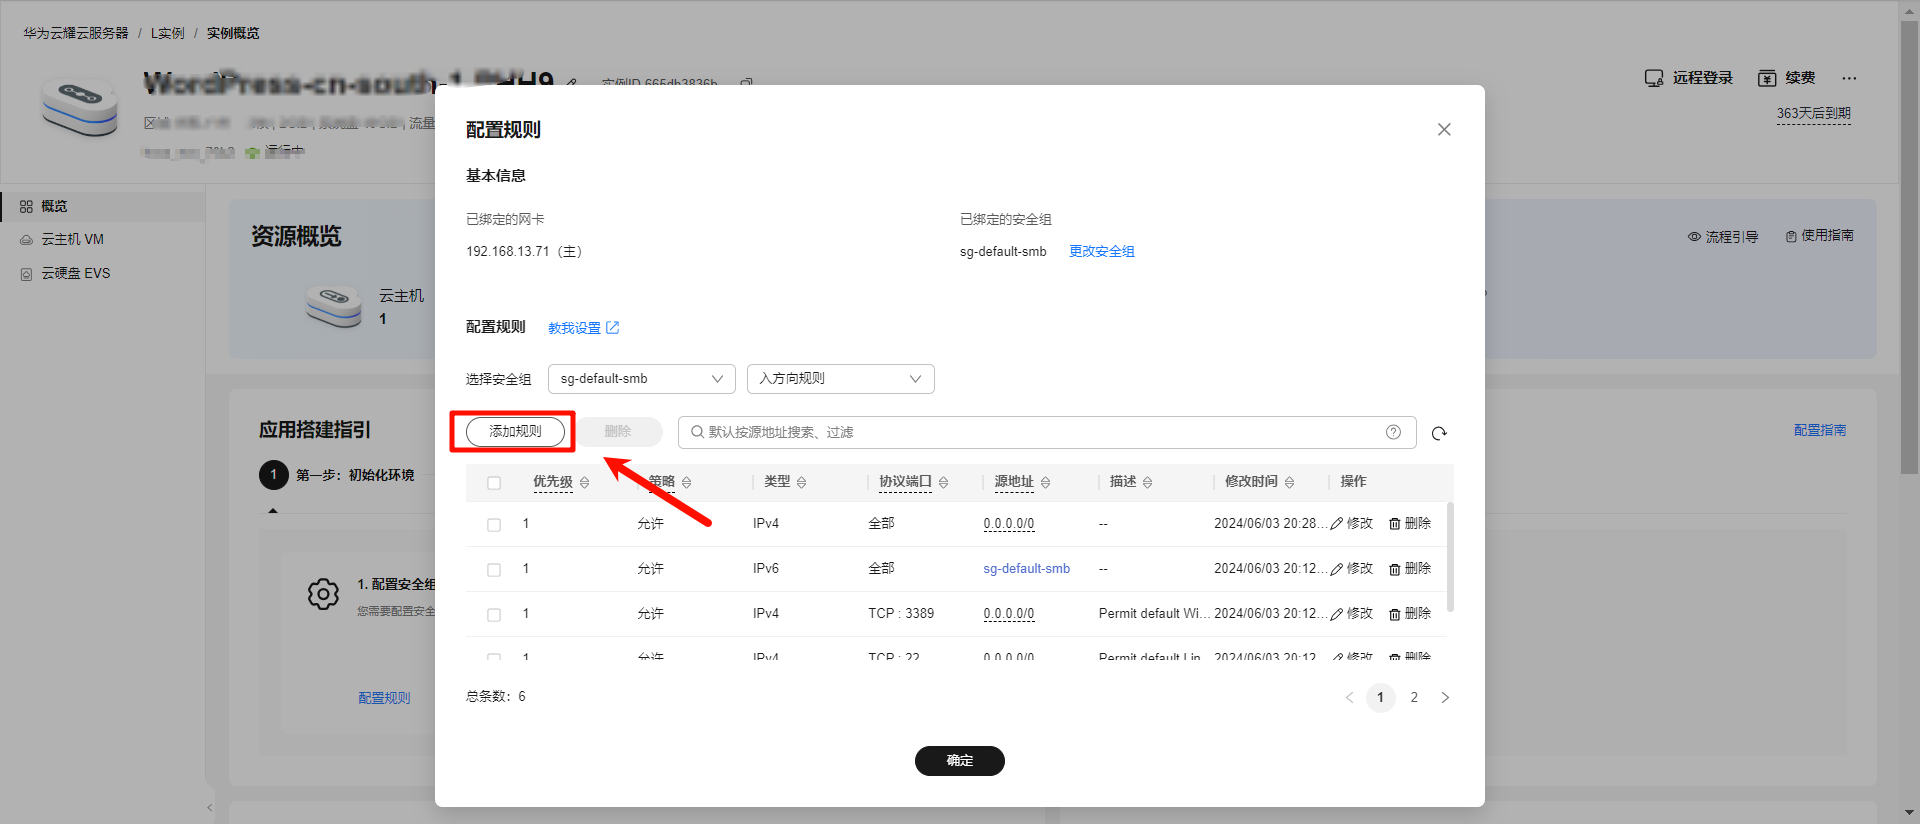 华为云耀云服务器 / L实例 / 实例概览
WordPress-cn-south-1
实例ID
远程登录 续费 ...
363天后到期
区域
流量
运行中
概览
云主机 VM
云硬盘 EVS
资源概览
云主机
1
流程引导 使用指南
应用搭建指引
配置指南
1 第一步：初始化环境
1. 配置安全组
您需要配置安全
配置规则
配置规则
基本信息
已绑定的网卡 已绑定的安全组
192.168.13.71（主） sg-default-smb 更改安全组
配置规则 教我设置
选择安全组 sg-default-smb 入方向规则
添加规则 删除 默认按源地址搜索、过滤
优先级 策略 类型 协议端口 源地址 描述 修改时间 操作
1 允许 IPv4 全部 0.0.0.0/0 -- 2024/06/03 20:28... 修改 删除
1 允许 IPv6 全部 sg-default-smb -- 2024/06/03 20:12... 修改 删除
1 允许 IPv4 TCP : 3389 0.0.0.0/0 Permit default Wi... 2024/06/03 20:12... 修改 删除
1 允许 IPv4 TCP : 22 0.0.0.0/0 Permit default Lin 2024/06/03 20:12 修改 删除
总条数：6
1 2
确定